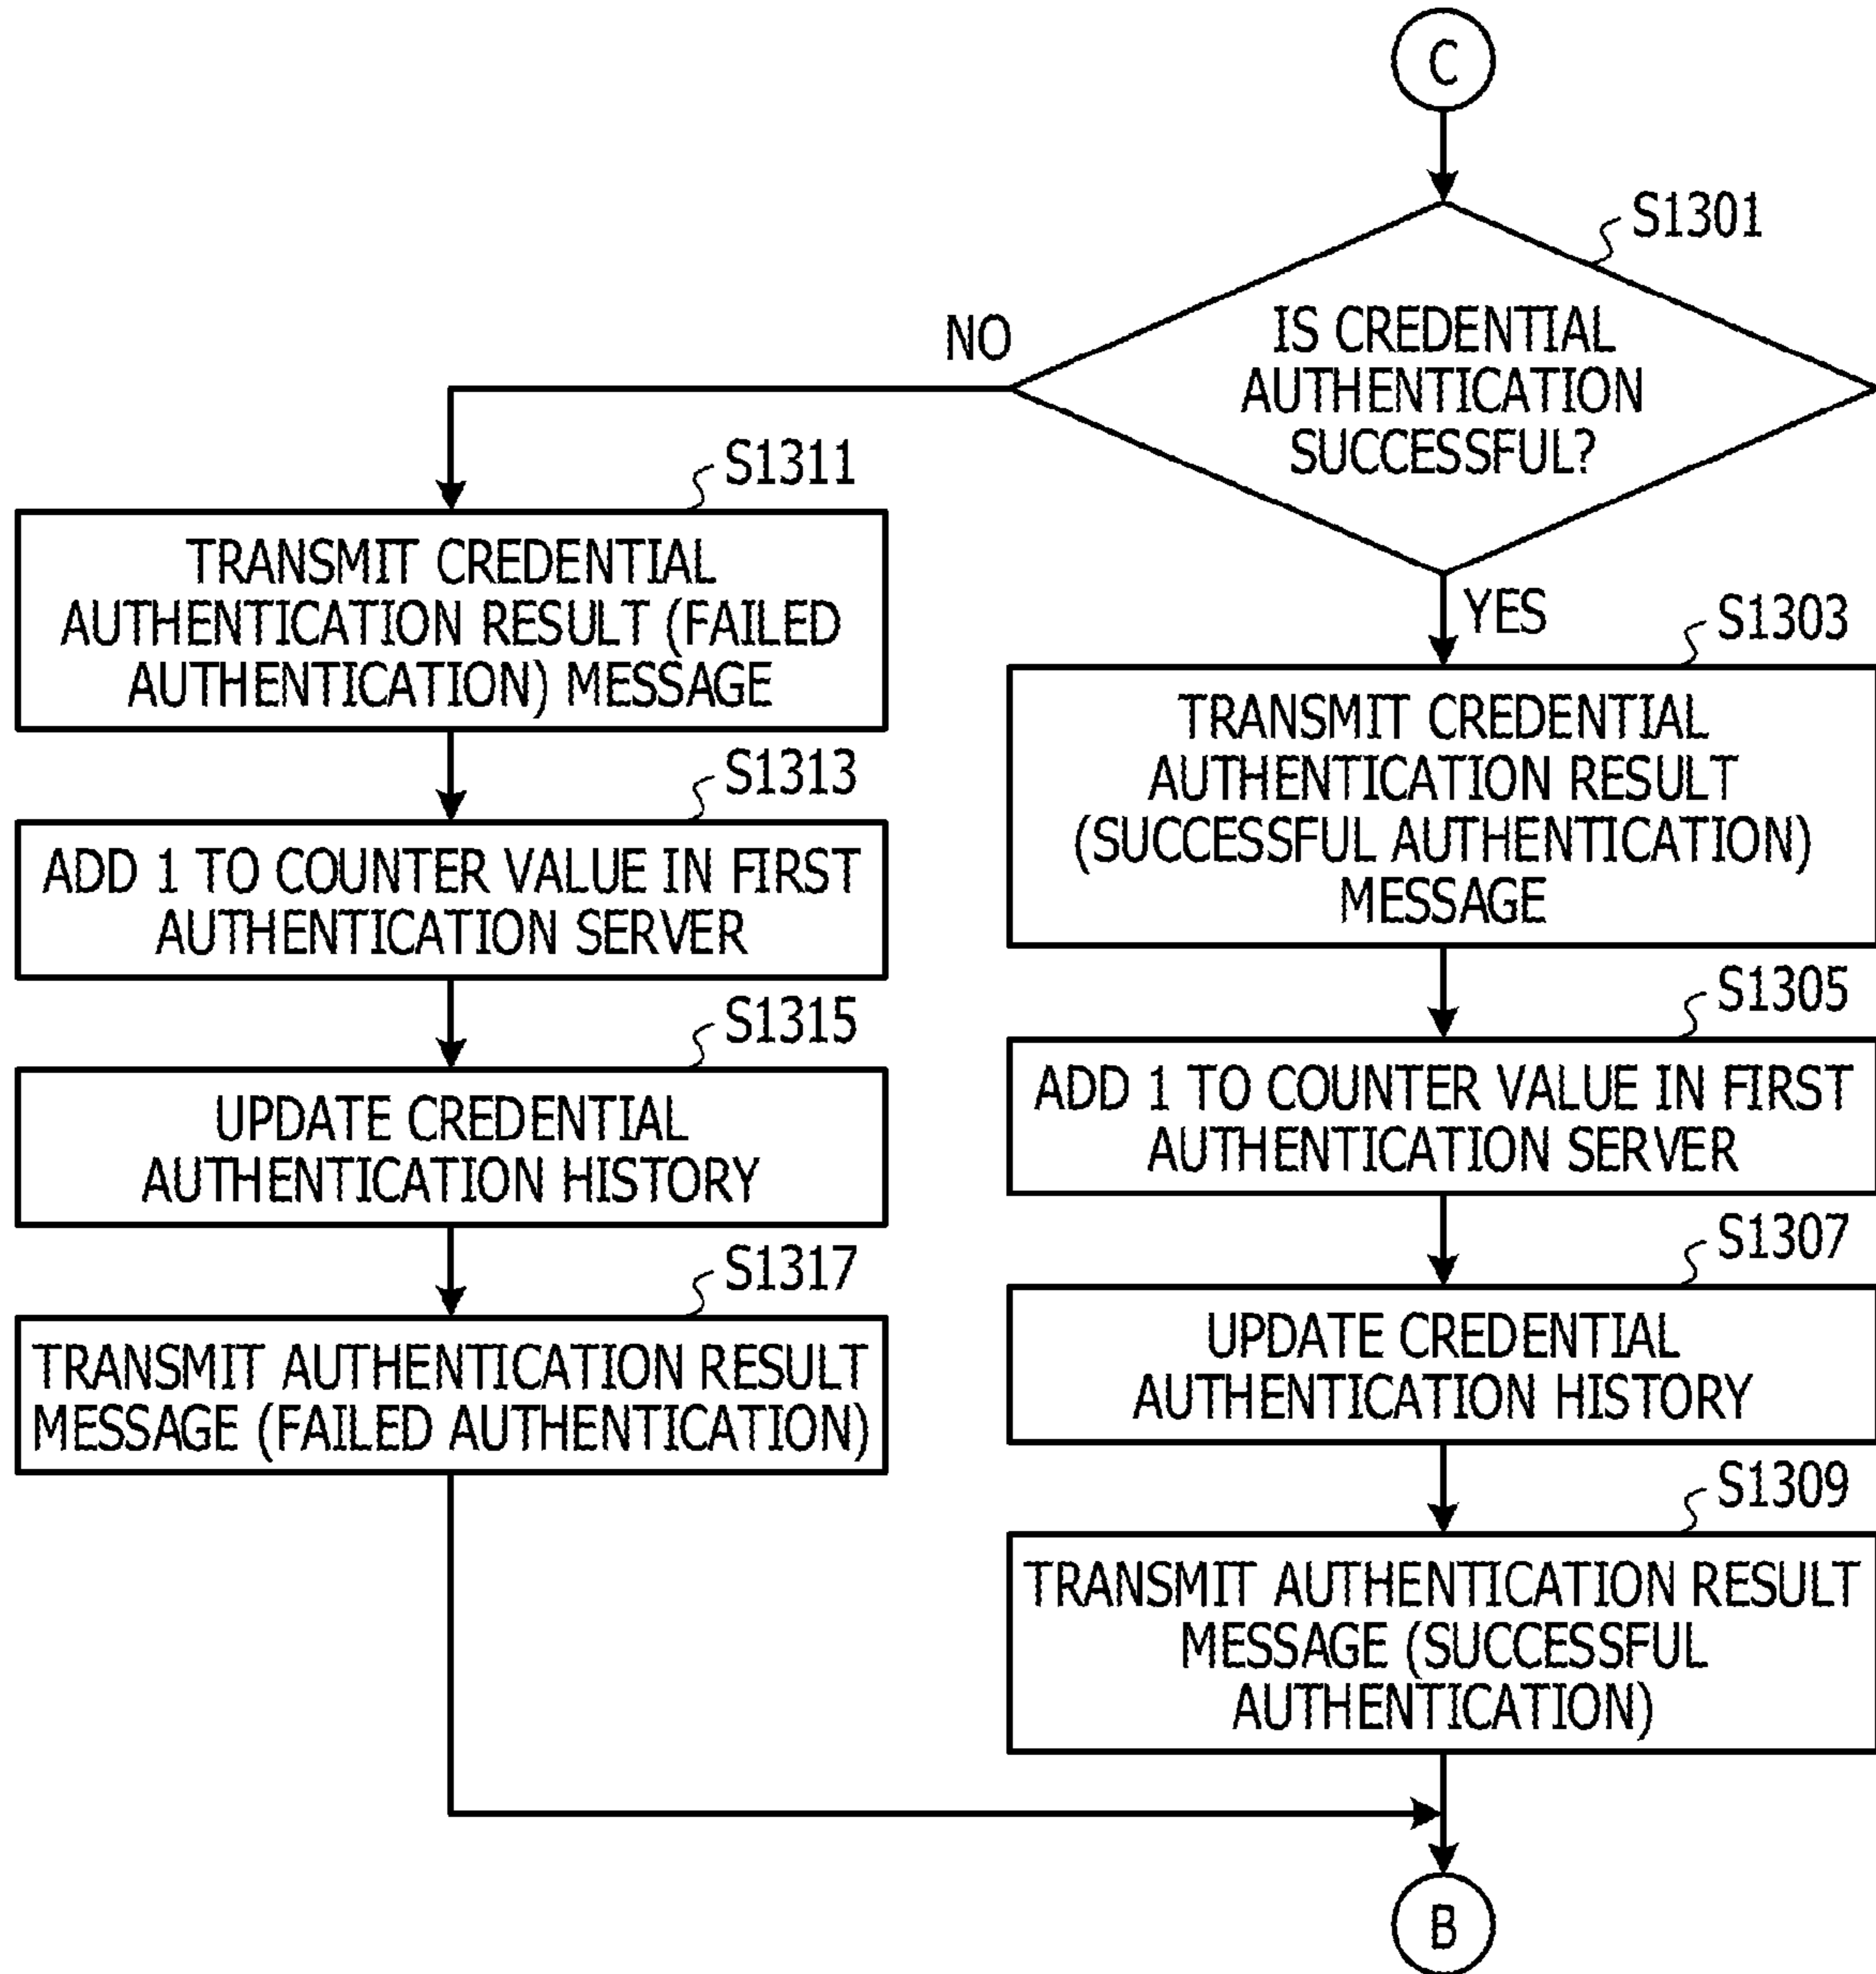 C
S1301
IS CREDENTIAL
AUTHENTICATION
SUCCESSFUL?
NO
YES
S1311
TRANSMIT CREDENTIAL
AUTHENTICATION RESULT (FAILED
AUTHENTICATION) MESSAGE
S1313
ADD 1 TO COUNTER VALUE IN FIRST
AUTHENTICATION SERVER
S1315
UPDATE CREDENTIAL
AUTHENTICATION HISTORY
S1317
TRANSMIT AUTHENTICATION RESULT
MESSAGE (FAILED AUTHENTICATION)
S1303
TRANSMIT CREDENTIAL
AUTHENTICATION RESULT
(SUCCESSFUL AUTHENTICATION)
MESSAGE
S1305
ADD 1 TO COUNTER VALUE IN FIRST
AUTHENTICATION SERVER
S1307
UPDATE CREDENTIAL
AUTHENTICATION HISTORY
S1309
TRANSMIT AUTHENTICATION RESULT
MESSAGE (SUCCESSFUL
AUTHENTICATION)
B